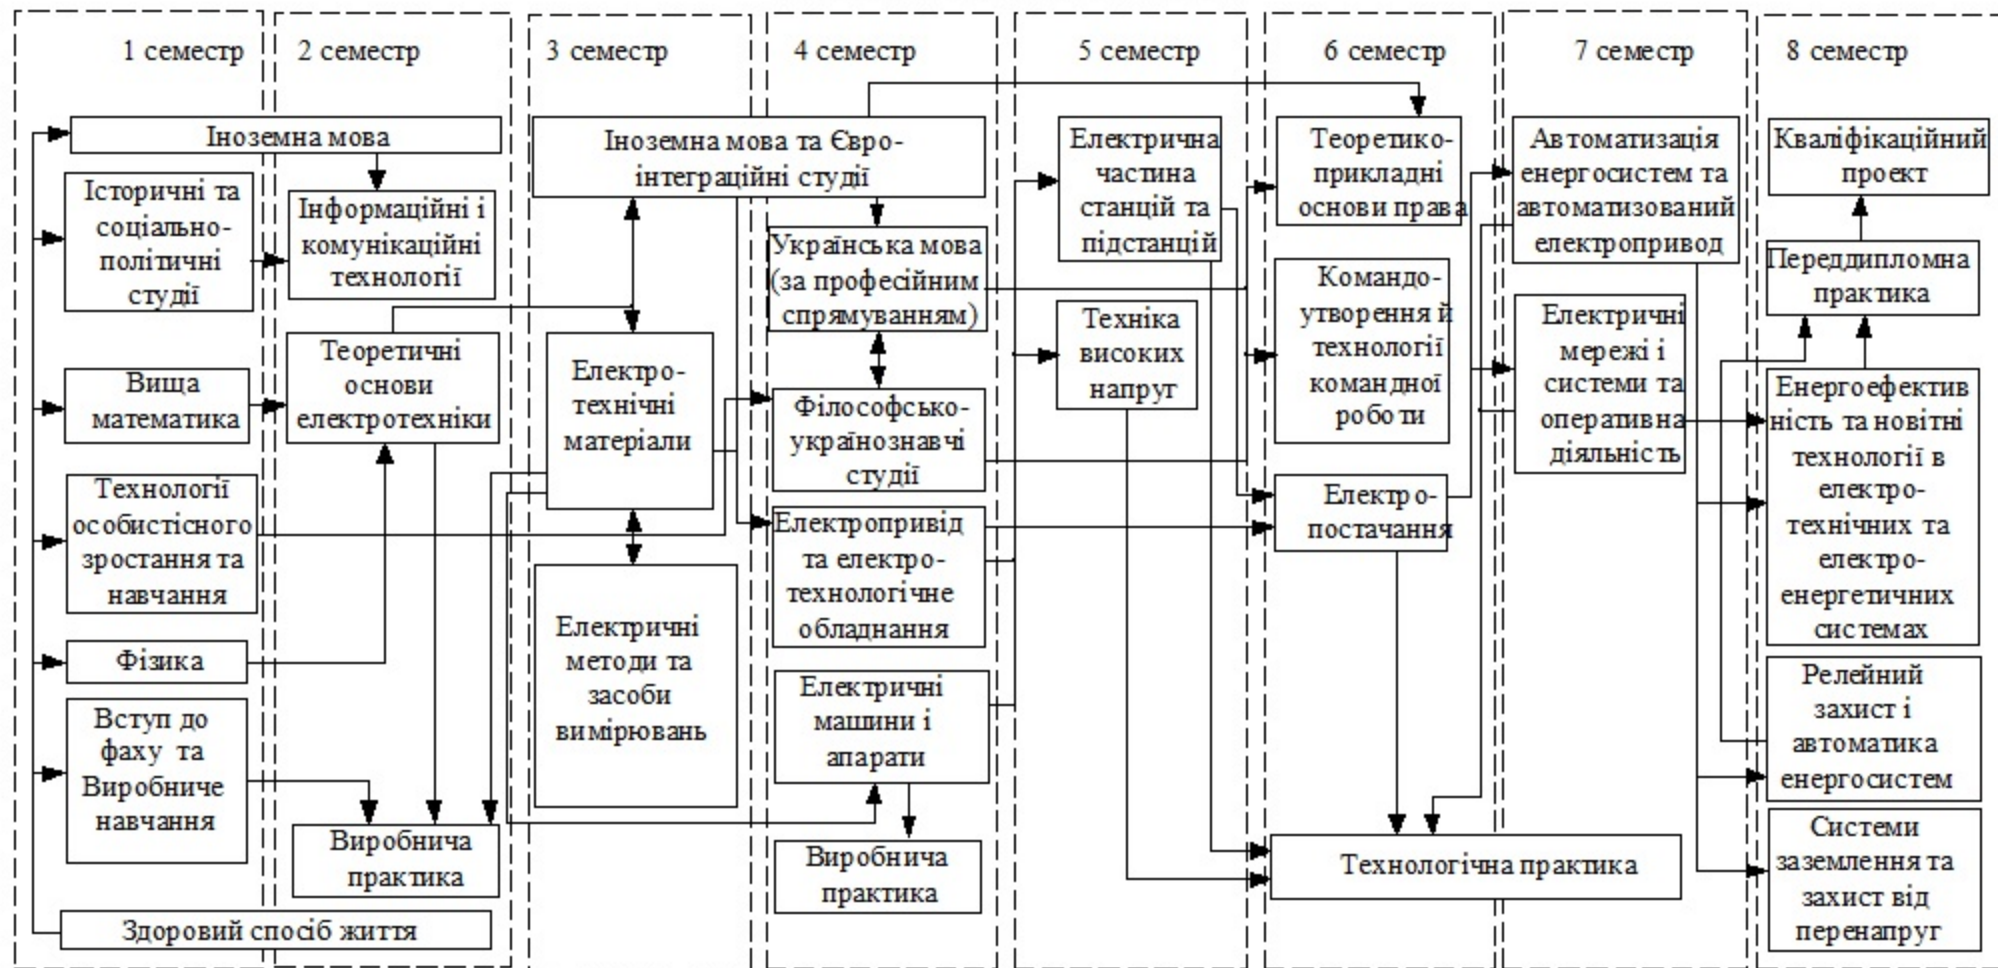 1 семестр
2 семестр
3 семестр
4 семестр
5 семестр
6 семестр
7 семестр
8 семестр
Іноземна мова
Історичні та
соціально-
політичні
студії
Вища
математика
Технології
особистісного
зростання та
навчання
Фізика
Вступ до
фаху та
Виробниче
навчання
Здоровий спосіб життя
Інформаційні і
комунікаційні
технології
Теоретичні
основи
електротехніки
Виробнича
практика
Іноземна мова та Євро-
інтеграційні студії
Електро-
технічні
матеріали
Електричні
методи та
засоби
вимірювань
Українська мова
(за професійним
спрямуванням)
Філософсько-
українознавчі
студії
Електропривід
та електро-
технологічне
обладнання
Електричні
машини і
апарати
Виробнича
практика
Електрична
частина
станцій та
підстанцій
Техніка
високих
напруг
Теоретико-
прикладні
основи права
Командо-
утворення й
технології
командної
роботи
Електро-
постачання
Технологічна практика
Автоматизація
енергосистем та
автоматизований
електропривод
Електричні
мережі і
системи та
оперативна
діяльність
Кваліфікаційний
проект
Переддипломна
практика
Енергоефектив
ність та новітні
технології в
електро-
технічних та
електро-
енергетичних
системах
Релейний
захист і
автоматика
енергосистем
Системи
заземлення та
захист від
перенапруг